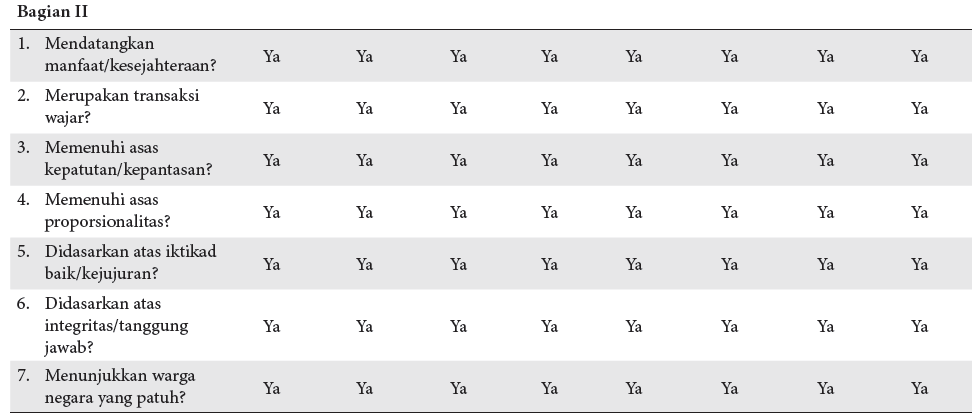 Bagian II
1. Mendatangkan
manfaat/kesejahteraan? Ya Ya Ya Ya Ya Ya Ya Ya
2. Merupakan transaksi
wajar? Ya Ya Ya Ya Ya Ya Ya Ya
3. Memenuhi asas
kepatutan/kepantasan? Ya Ya Ya Ya Ya Ya Ya Ya
4. Memenuhi asas
proporsionalitas? Ya Ya Ya Ya Ya Ya Ya Ya
5. Didasarkan atas iktikad
baik/kejujuran? Ya Ya Ya Ya Ya Ya Ya Ya
6. Didasarkan atas
integritas/tanggung Ya Ya Ya Ya Ya Ya Ya Ya
jawab?
7. Menunjukkan warga
negara yang patuh? Ya Ya Ya Ya Ya Ya Ya Ya